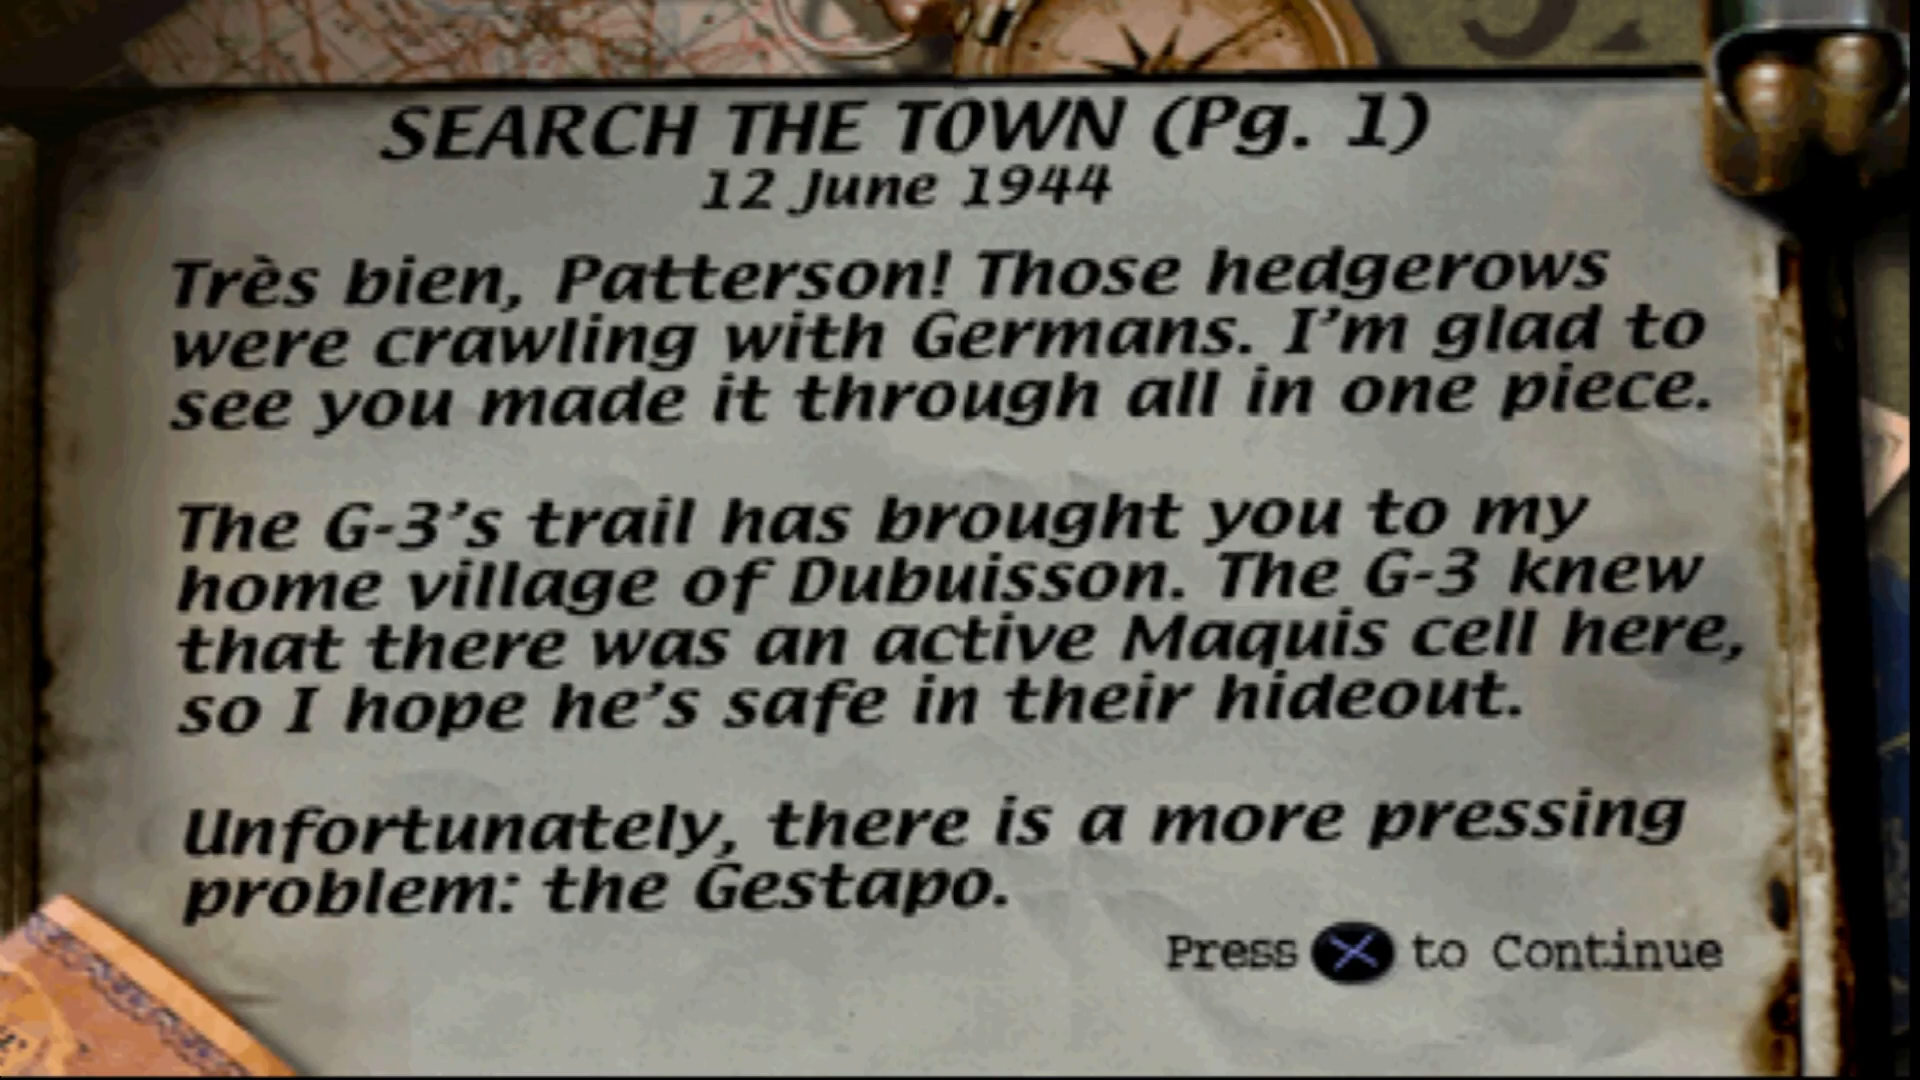 SEARCH THE TOWN (Pg. 1)
12 June 1944
Très bien, Patterson! Those hedgerows
were crawling with Germans. I'm glad to
see you made it through all in one piece.
The G-3's trail has brought you to my
home village of Dubuisson. The G-3 knew
that there was an active Maquis cell here,
so I hope he's safe in their hideout.
Unfortunately, there is a more pressing
problem: the Gestapo.
Press X to Continue